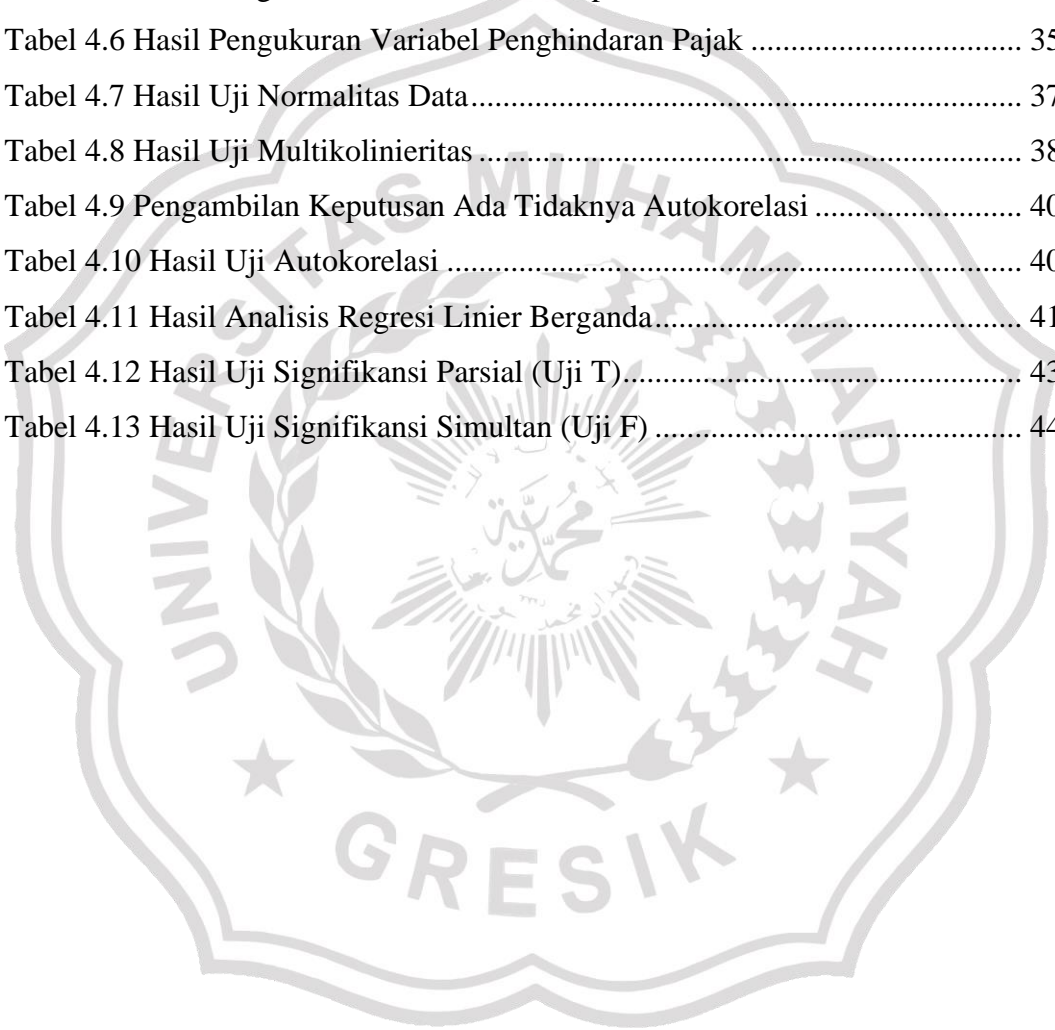 Tabel 4.6 Hasil Pengukuran Variabel Penghindaran Pajak ................................ 35
Tabel 4.7 Hasil Uji Normalitas Data................................................................. 37
Tabel 4.8 Hasil Uji Multikolinieritas ................................................................ 38
Tabel 4.9 Pengambilan Keputusan Ada Tidaknya Autokorelasi ........................ 40
Tabel 4.10 Hasil Uji Autokorelasi .................................................................... 40
Tabel 4.11 Hasil Analisis Regresi Linier Berganda............................................ 41
Tabel 4.12 Hasil Uji Signifikansi Parsial (Uji T)............................................... 43
Tabel 4.13 Hasil Uji Signifikansi Simultan (Uji F) ........................................... 44
UNIVERSITAS MUHAMMADIYAH
محمدية
GRESIK